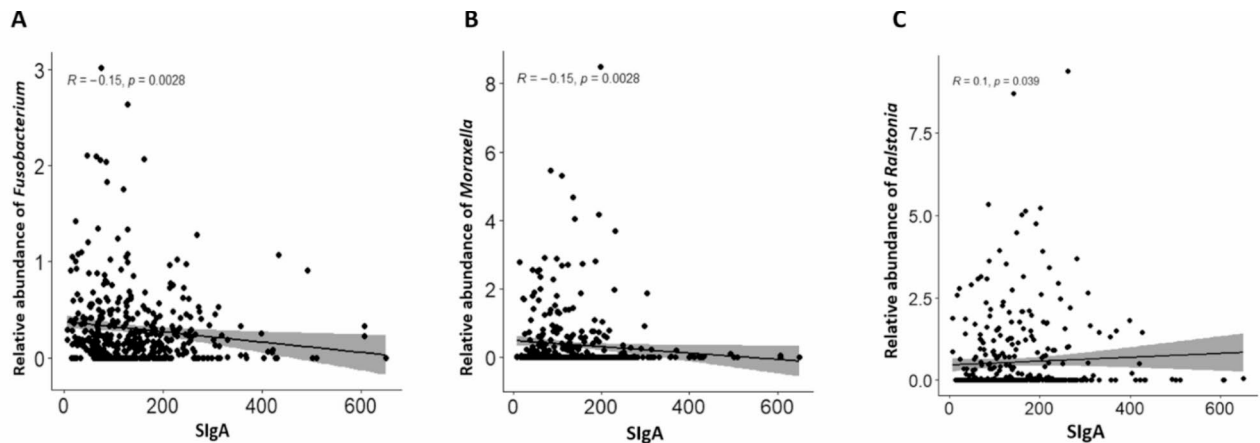 A
Relative abundance of Fusobacterium
R = −0.15, p = 0.0028
3
2
1
0
0 200 400 600
SIgA
B
Relative abundance of Moraxella
R = −0.15, p = 0.0028
8
6
4
2
0
0 200 400 600
SIgA
C
Relative abundance of Ralstonia
R = 0.1, p = 0.039
7.5
5.0
2.5
0.0
0 200 400 600
SIgA